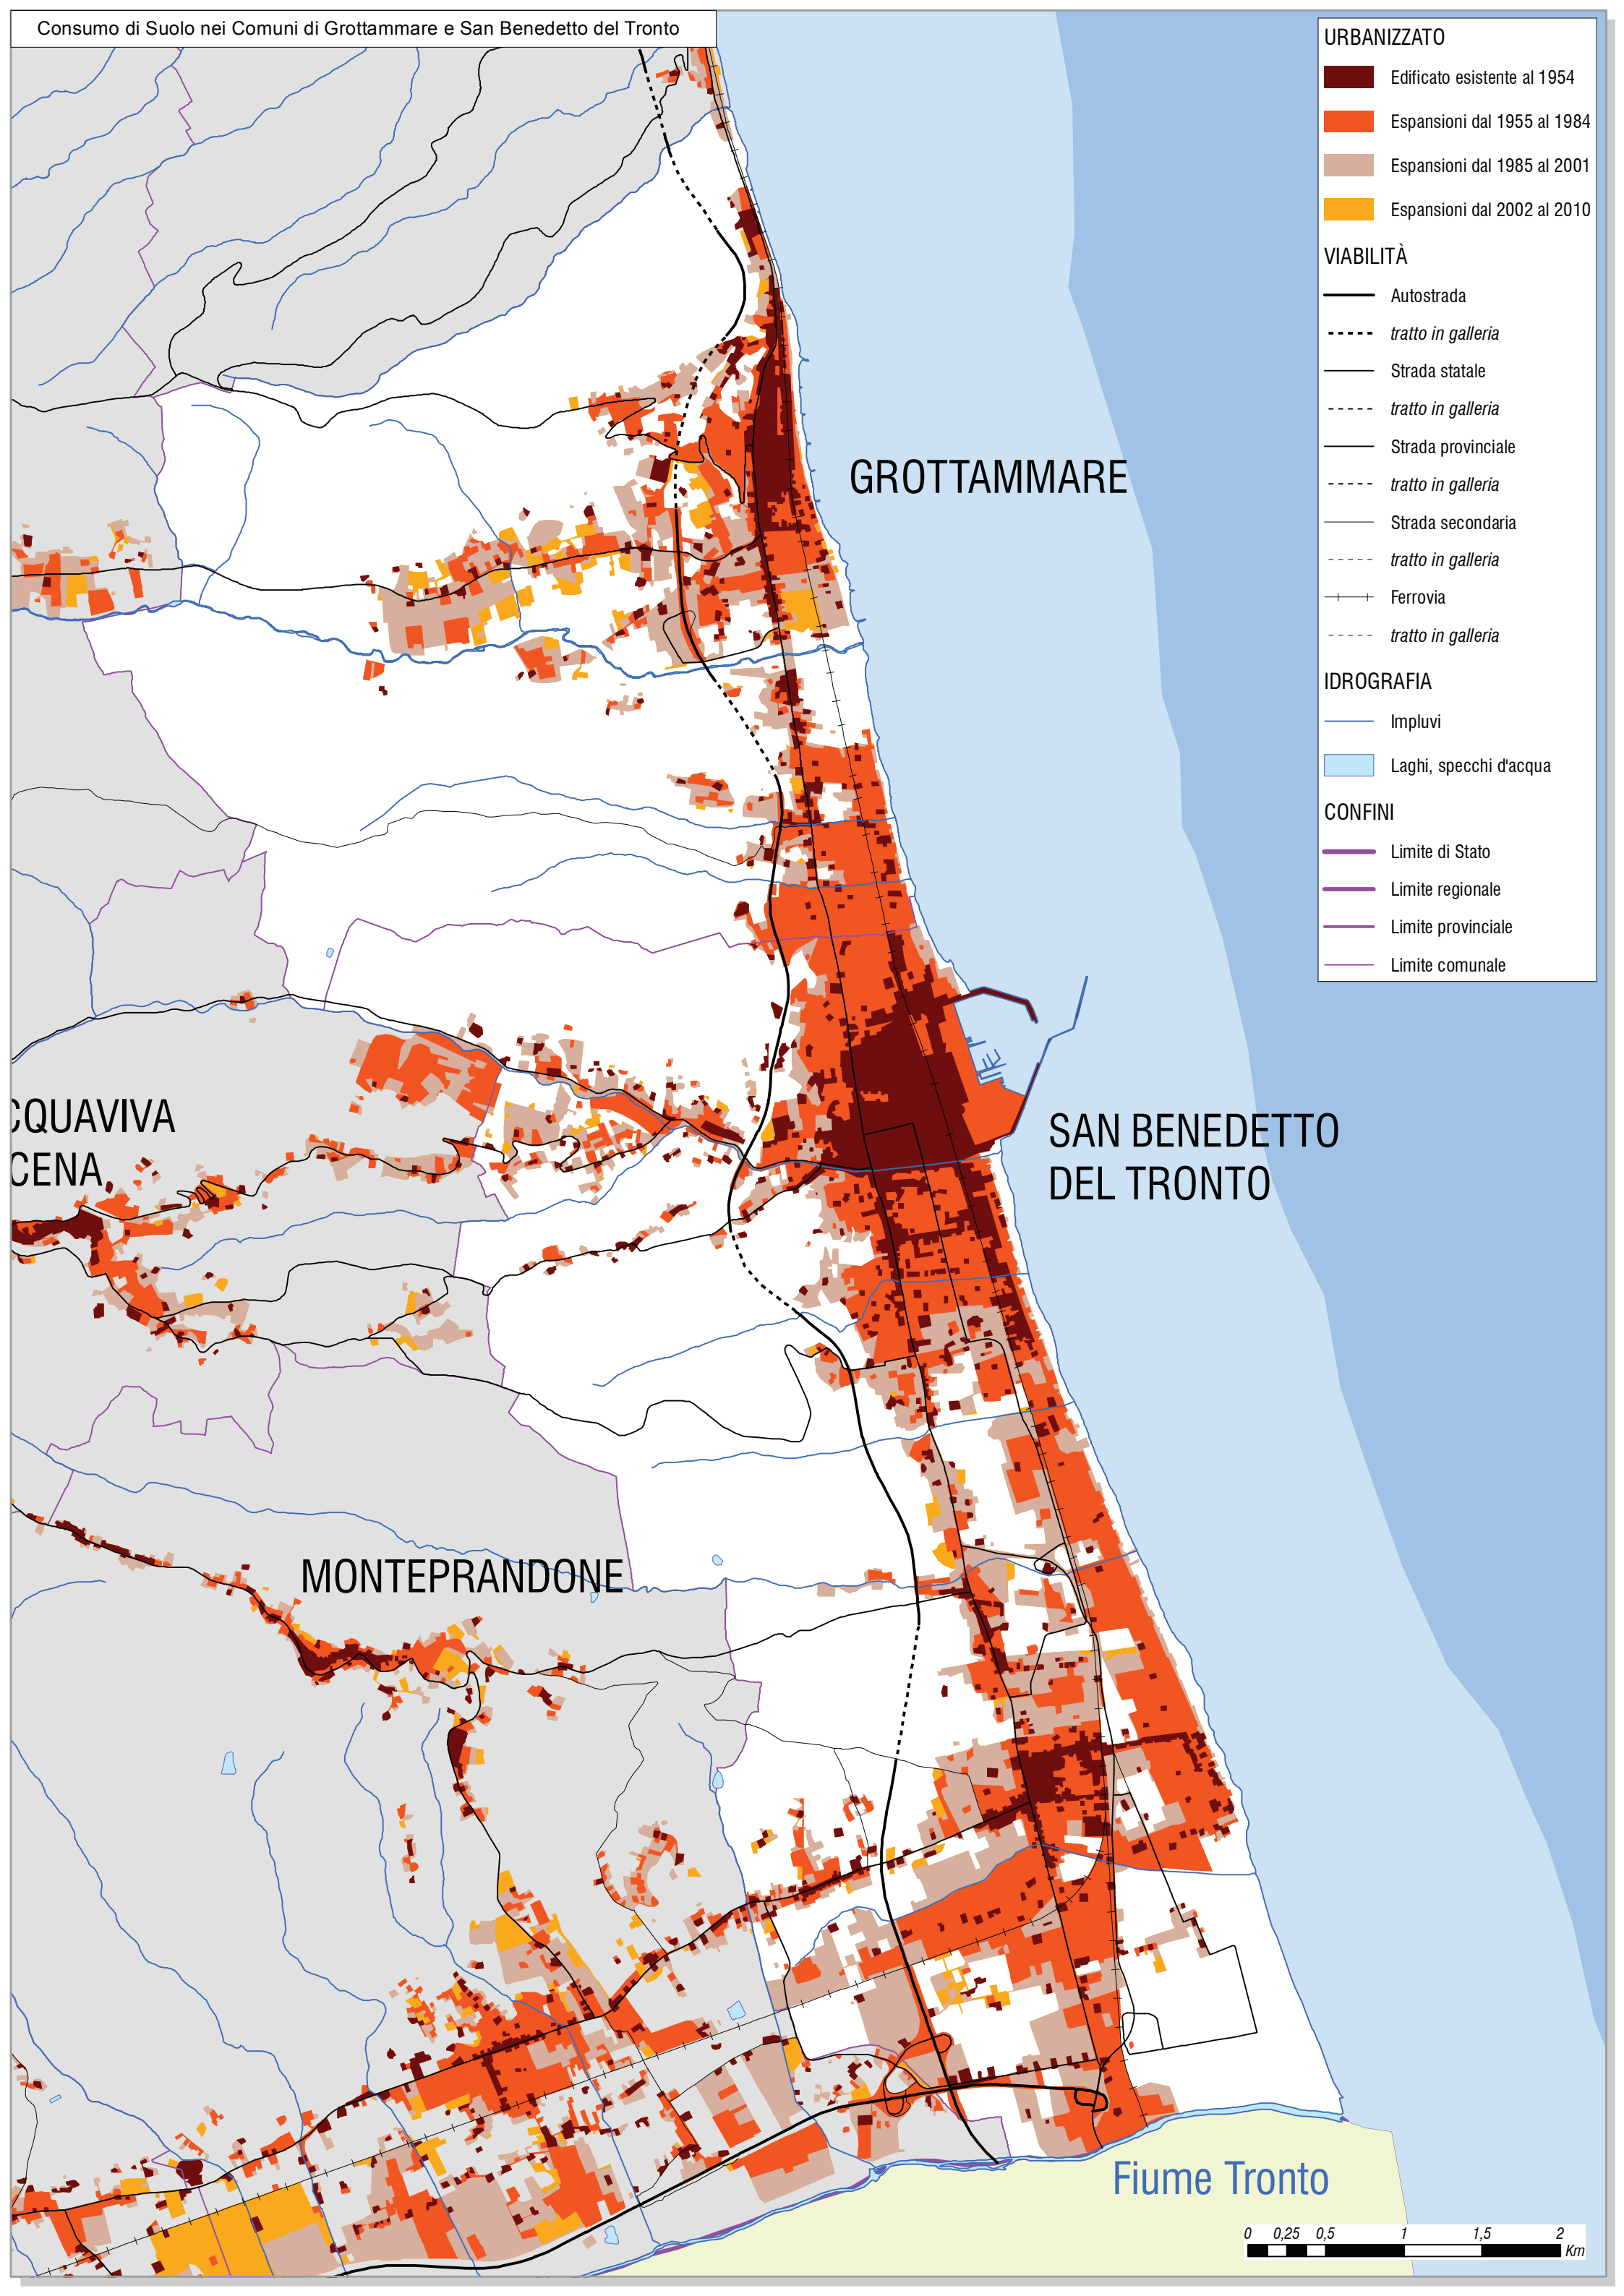 Consumo di Suolo nei Comuni di Grottammare e San Benedetto del Tronto
URBANIZZATO
Edificato esistente al 1954
Espansioni dal 1955 al 1984
Espansioni dal 1985 al 2001
Espansioni dal 2002 al 2010
VIABILITÀ
Autostrada
tratto in galleria
Strada statale
tratto in galleria
Strada provinciale
tratto in galleria
Strada secondaria
tratto in galleria
Ferrovia
tratto in galleria
IDROGRAFIA
Impluvi
Laghi, specchi d'acqua
CONFINI
Limite di Stato
Limite regionale
Limite provinciale
Limite comunale
GROTTAMMARE
SAN BENEDETTO
DEL TRONTO
CQUAVIVA
CENA
MONTEPRANDONE
Fiume Tronto
0 0,25 0,5 1 1,5 2
Km